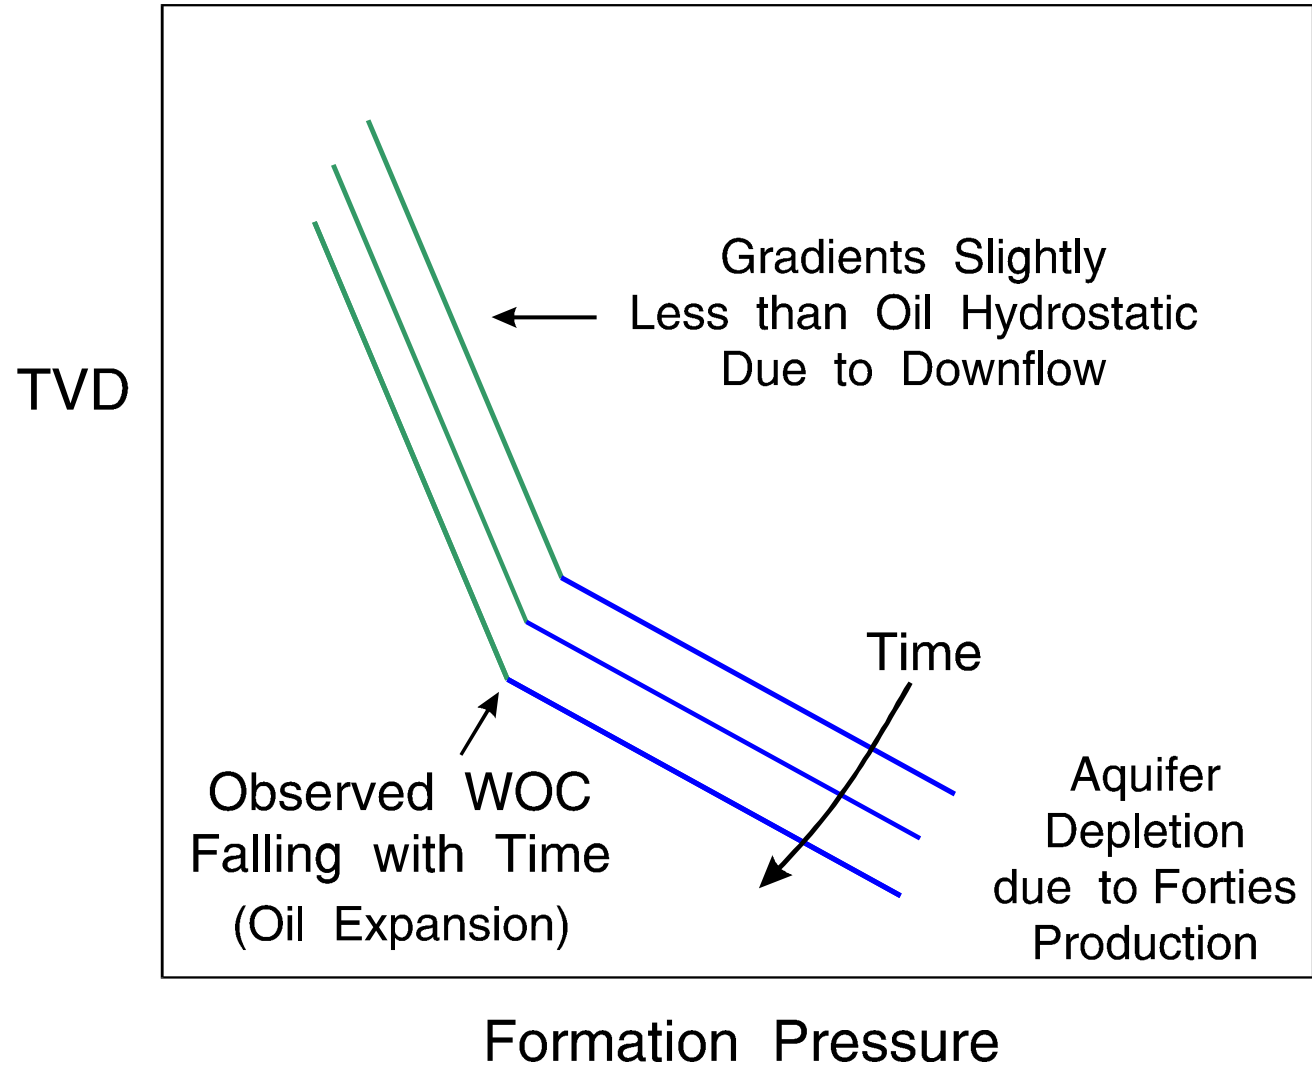 Gradients Slightly
Less than Oil Hydrostatic
Due to Downflow
TVD
Time
Observed WOC
Falling with Time
(Oil Expansion)
Aquifer
Depletion
due to Forties
Production
Formation Pressure